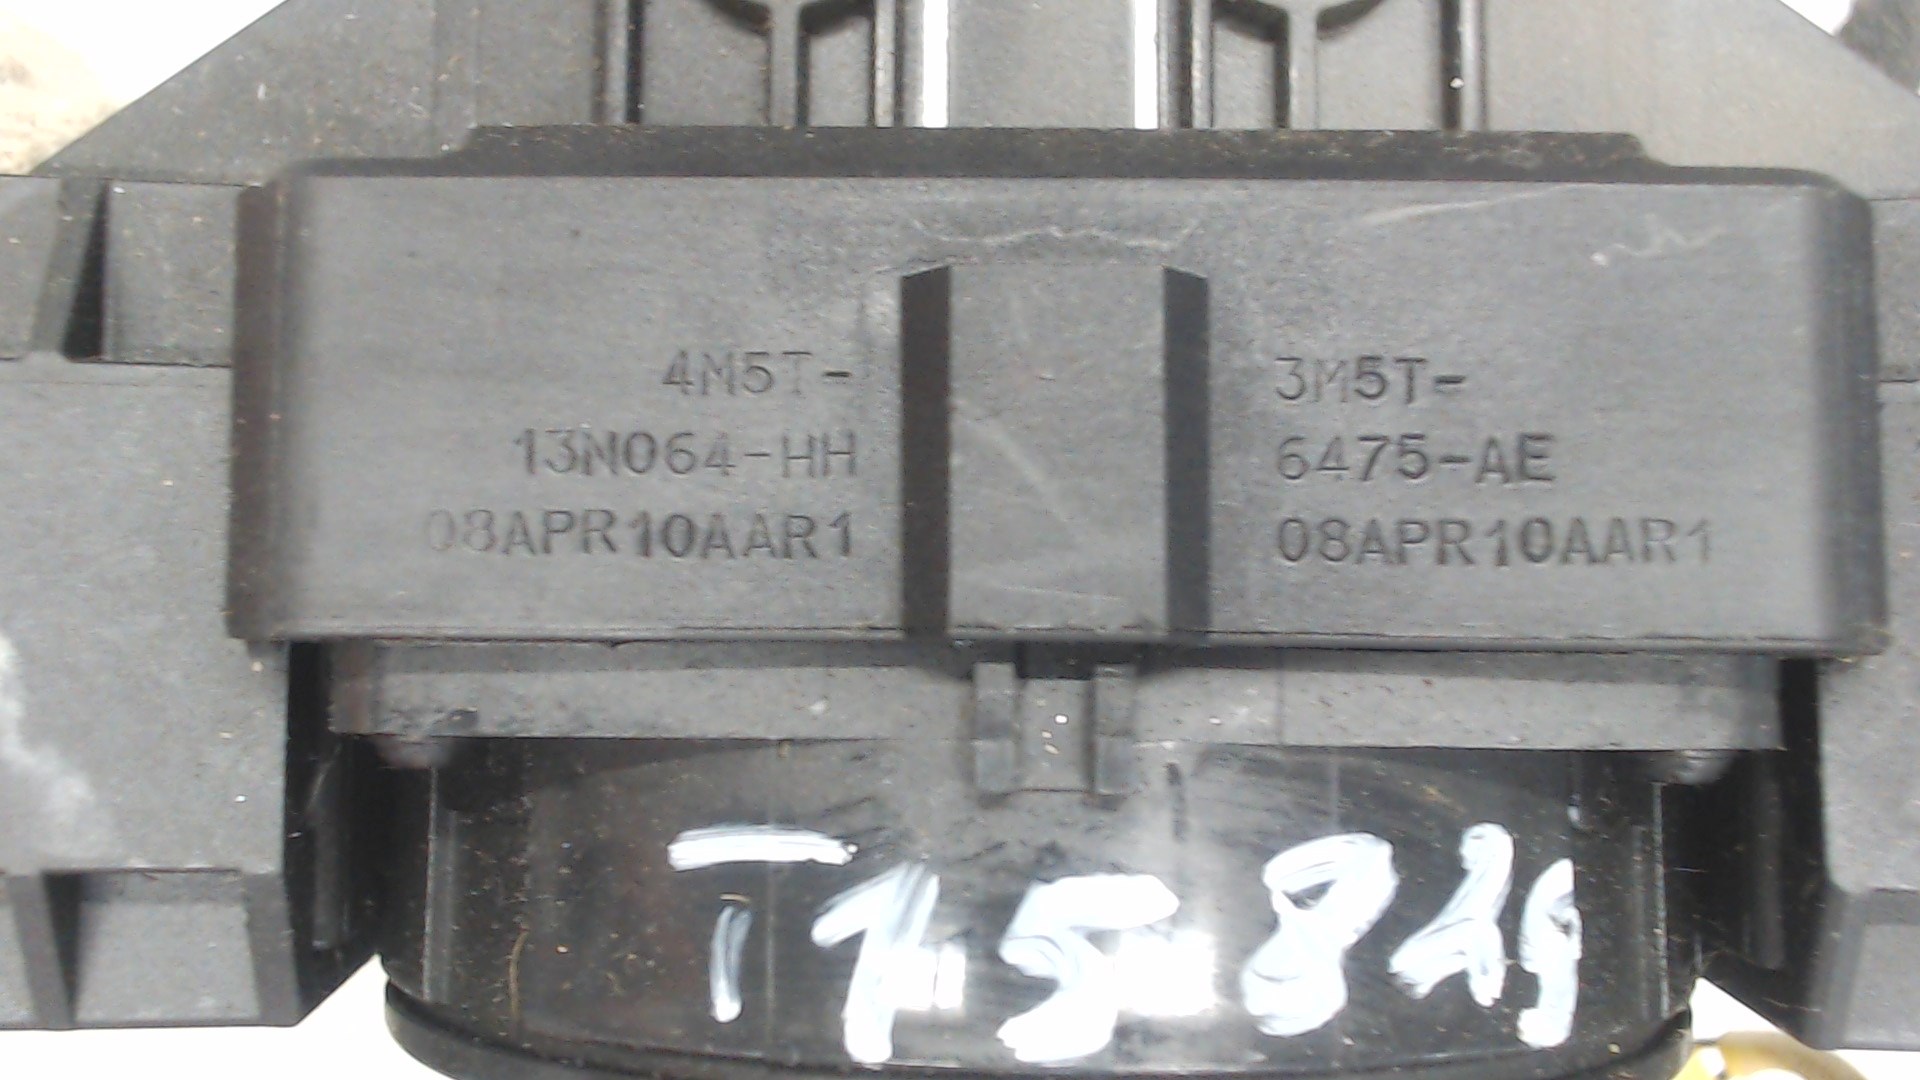 4M5T-
13N064-HH
08APR10AAR1
3M5T-
6475-AE
08APR10AAR1